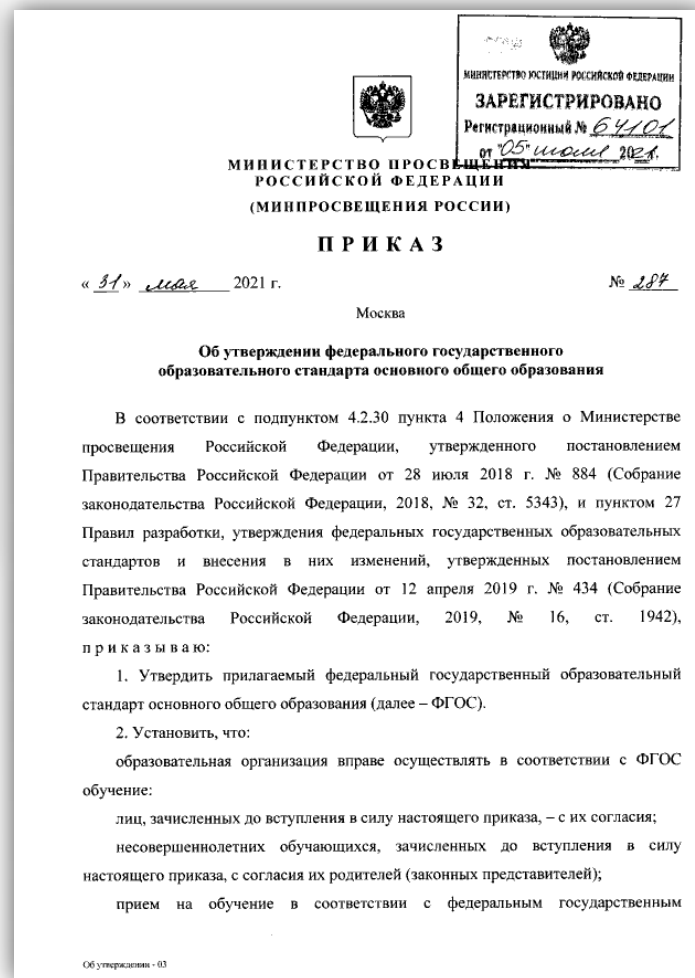 МИНИСТЕРСТВО ЮСТИЦИИ РОССИЙСКОЙ ФЕДЕРАЦИИ
ЗАРЕГИСТРИРОВАНО
Регистрационный № 64101
от "05" июля 2021.
МИНИСТЕРСТВО ПРОСВЕЩЕНИЯ
РОССИЙСКОЙ ФЕДЕРАЦИИ
(МИНПРОСВЕЩЕНИЯ РОССИИ)
П Р И К А З
« 31 » мая 2021 г. № 287
Москва
Об утверждении федерального государственного
образовательного стандарта основного общего образования
В соответствии с подпунктом 4.2.30 пункта 4 Положения о Министерстве
просвещения Российской Федерации, утвержденного постановлением
Правительства Российской Федерации от 28 июля 2018 г. № 884 (Собрание
законодательства Российской Федерации, 2018, № 32, ст. 5343), и пунктом 27
Правил разработки, утверждения федеральных государственных образовательных
стандартов и внесения в них изменений, утвержденных постановлением
Правительства Российской Федерации от 12 апреля 2019 г. № 434 (Собрание
законодательства Российской Федерации, 2019, № 16, ст. 1942),
п р и к а з ы в а ю:
1. Утвердить прилагаемый федеральный государственный образовательный
стандарт основного общего образования (далее – ФГОС).
2. Установить, что:
образовательная организация вправе осуществлять в соответствии с ФГОС
обучение:
лиц, зачисленных до вступления в силу настоящего приказа, – с их согласия;
несовершеннолетних обучающихся, зачисленных до вступления в силу
настоящего приказа, с согласия их родителей (законных представителей);
прием на обучение в соответствии с федеральным государственным
Об утверждении - 03